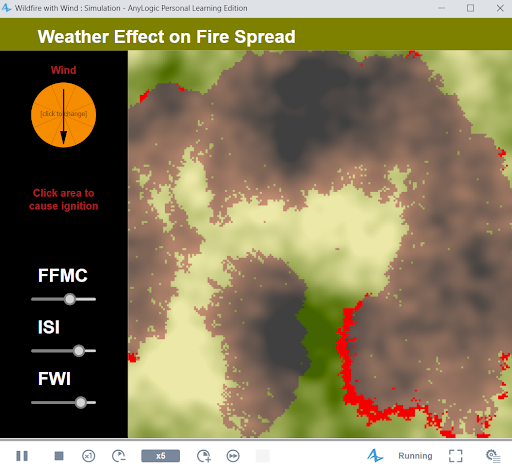 Wildfire with Wind : Simulation - AnyLogic Personal Learning Edition
Weather Effect on Fire Spread
Wind
[click to change]
Click area to
cause ignition
FFMC
ISI
FWI
x1
x5
Running